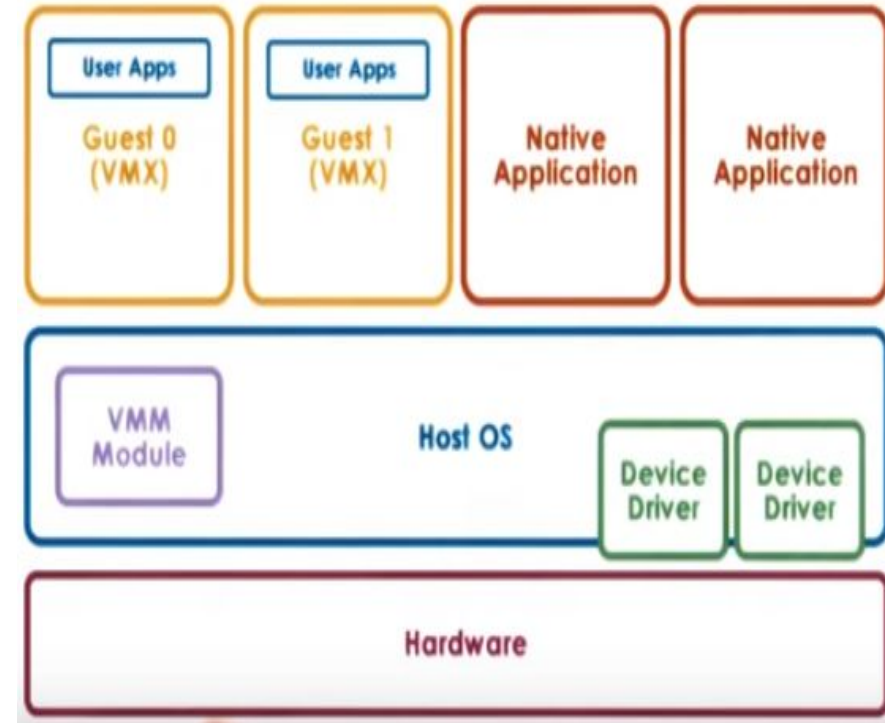 User Apps
Guest 0
(VMX)
User Apps
Guest 1
(VMX)
Native
Application
Native
Application
VMM
Module
Host OS
Device
Driver
Device
Driver
Hardware